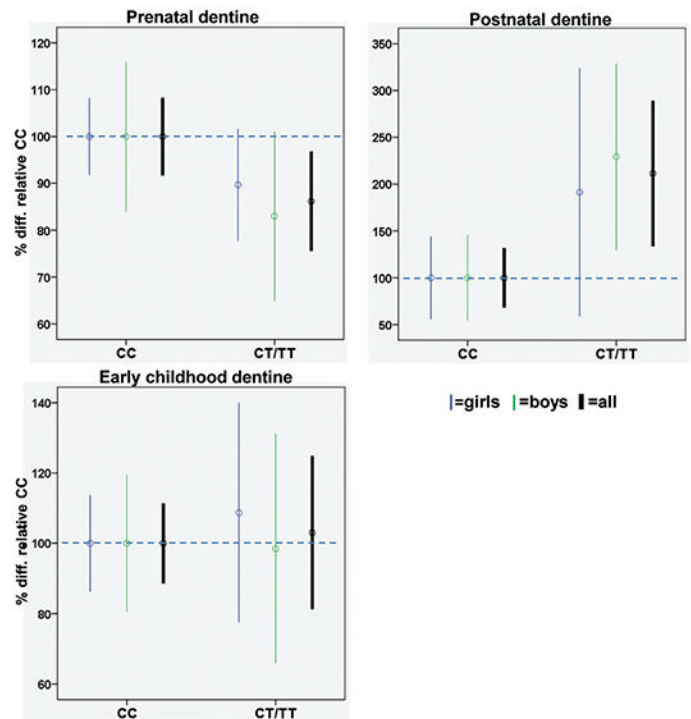 Prenatal dentine
% diff. relative CC
120
110
100
90
80
70
60
CC CT/TT
Postnatal dentine
350
300
250
200
150
100
50
CC CT/TT
Early childhood dentine
% diff. relative CC
140
120
100
80
60
CC CT/TT
=girls =boys =all